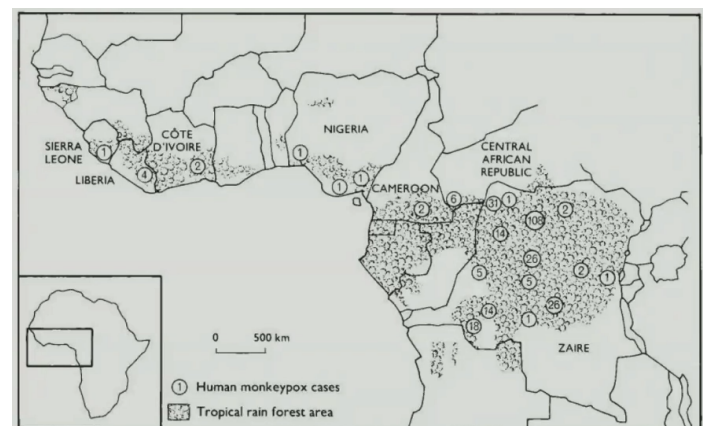 NIGERIA
CÔTE
D'IVOIRE
SIERRA
LEONE
LIBERIA
CENTRAL
AFRICAN
REPUBLIC
CAMEROON
ZAIRE
1
4
2
1
1
1
2
6
31
1
108
2
14
26
5
2
1
5
26
14
18
1
0 500 km
1 Human monkeypox cases
Tropical rain forest area